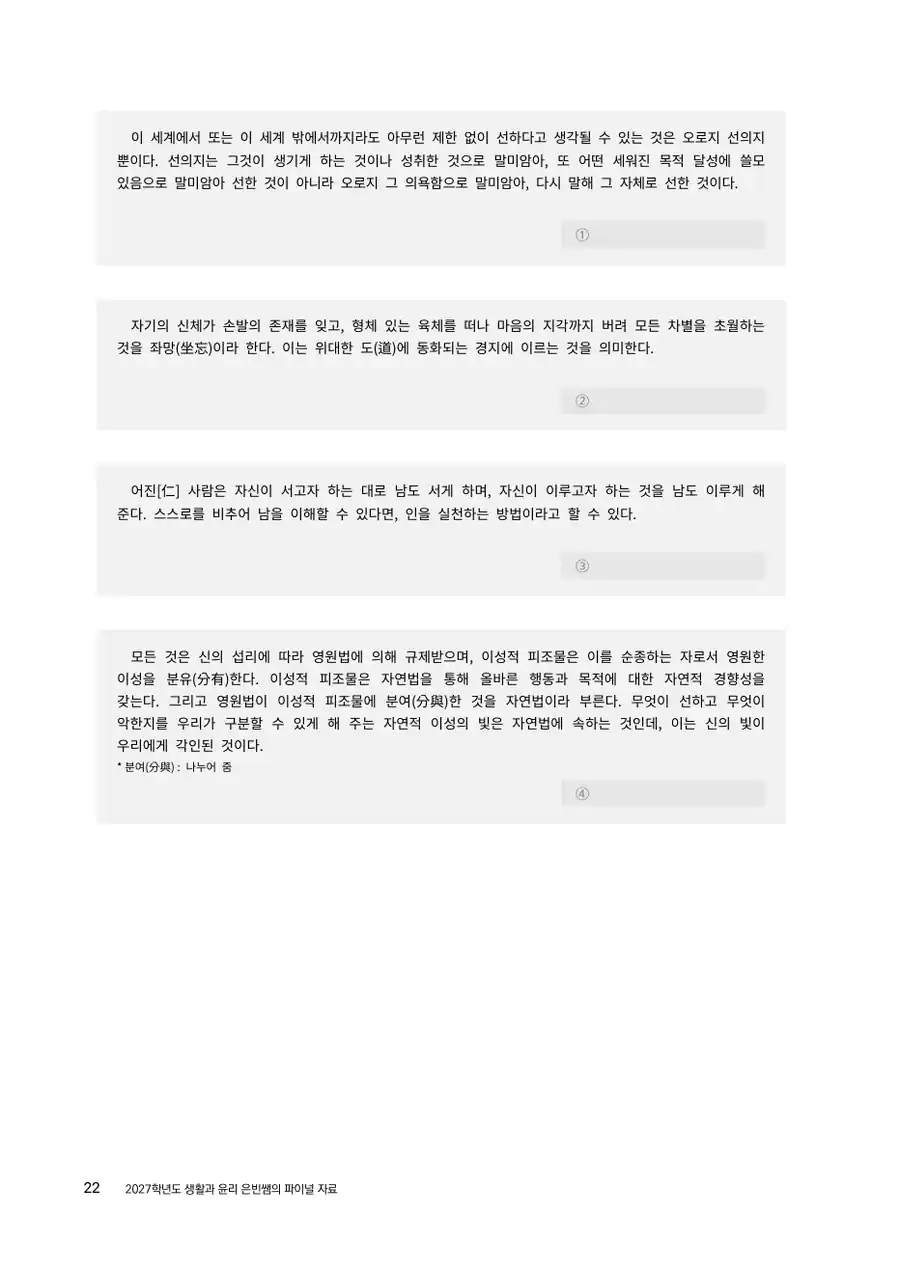 이 세계에서 또는 이 세계 밖에서까지라도 아무런 제한 없이 선하다고 생각될 수 있는 것은 오로지 선의지
뿐이다. 선의지는 그것이 생기게 하는 것이나 성취한 것으로 말미암아, 또 어떤 세워진 목적 달성에 쓸모
있음으로 말미암아 선한 것이 아니라 오로지 그 의욕함으로 말미암아, 다시 말해 그 자체로 선한 것이다.
①
자기의 신체가 손발의 존재를 잊고, 형체 있는 육체를 떠나 마음의 지각까지 버려 모든 차별을 초월하는
것을 좌망(坐忘)이라 한다. 이는 위대한 도(道)에 동화되는 경지에 이르는 것을 의미한다.
②
어진[仁] 사람은 자신이 서고자 하는 대로 남도 서게 하며, 자신이 이루고자 하는 것을 남도 이루게 해
준다. 스스로를 비추어 남을 이해할 수 있다면, 인을 실천하는 방법이라고 할 수 있다.
③
모든 것은 신의 섭리에 따라 영원법에 의해 규제받으며, 이성적 피조물은 이를 순종하는 자로서 영원한
이성을 분유(分有)한다. 이성적 피조물은 자연법을 통해 올바른 행동과 목적에 대한 자연적 경향성을
갖는다. 그리고 영원법이 이성적 피조물에 분여(分與)한 것을 자연법이라 부른다. 무엇이 선하고 무엇이
악한지를 우리가 구분할 수 있게 해 주는 자연적 이성의 빛은 자연법에 속하는 것인데, 이는 신의 빛이
우리에게 각인된 것이다.
* 분여(分與) : 나누어 줌
④
22 2027학년도 생활과 윤리 은빈쌤의 파이널 자료